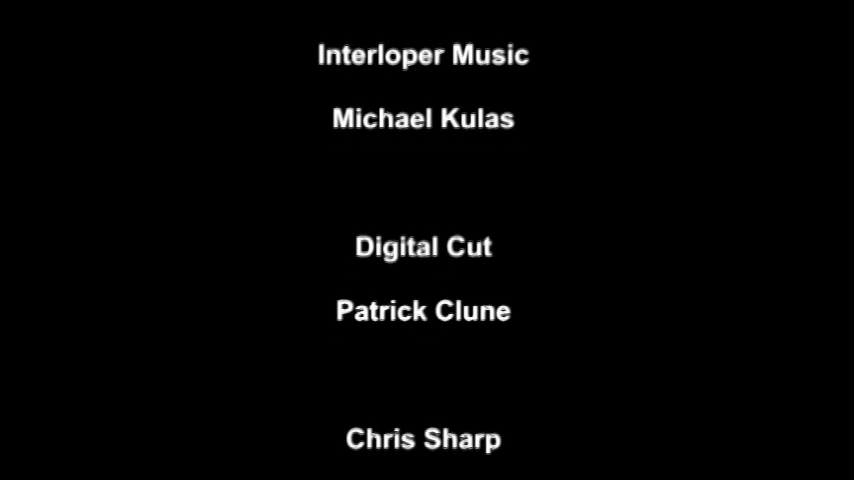 Interloper Music
Michael Kulas
Digital Cut
Patrick Clune
Chris Sharp